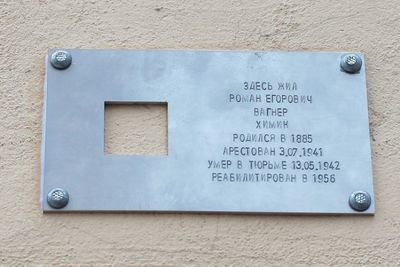 ЗДЕСЬ ЖИЛ
РОМАН ЕГОРОВИЧ
ВАГНЕР
ХИМИК
РОДИЛСЯ В 1885
АРЕСТОВАН 3.07.1941
УМЕР В ТЮРЬМЕ 13.05.1942
РЕАБИЛИТИРОВАН В 1956